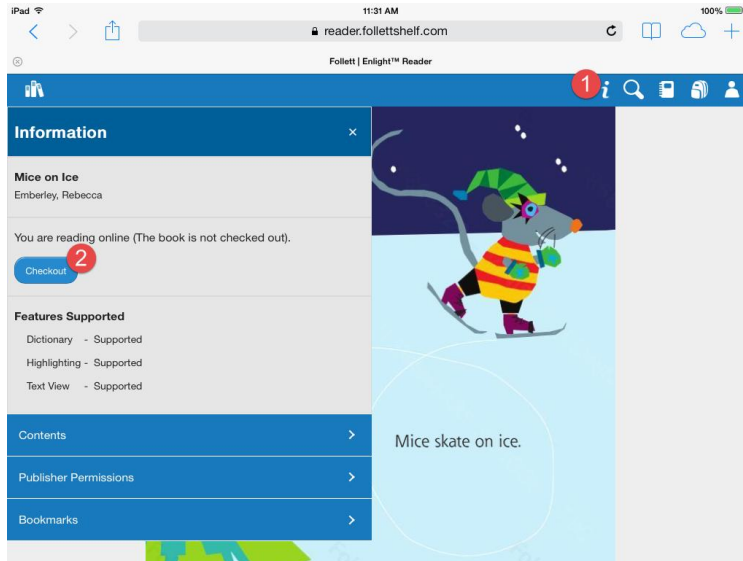 iPad
11:31 AM
100%
reader.follettshelf.com
Follett | Enlight™ Reader
1
i
Information ×
Mice on Ice
Emberley, Rebecca
You are reading online (The book is not checked out).
2
Checkout
Features Supported
Dictionary - Supported
Highlighting - Supported
Text View - Supported
Contents
Publisher Permissions
Bookmarks
Mice skate on ice.